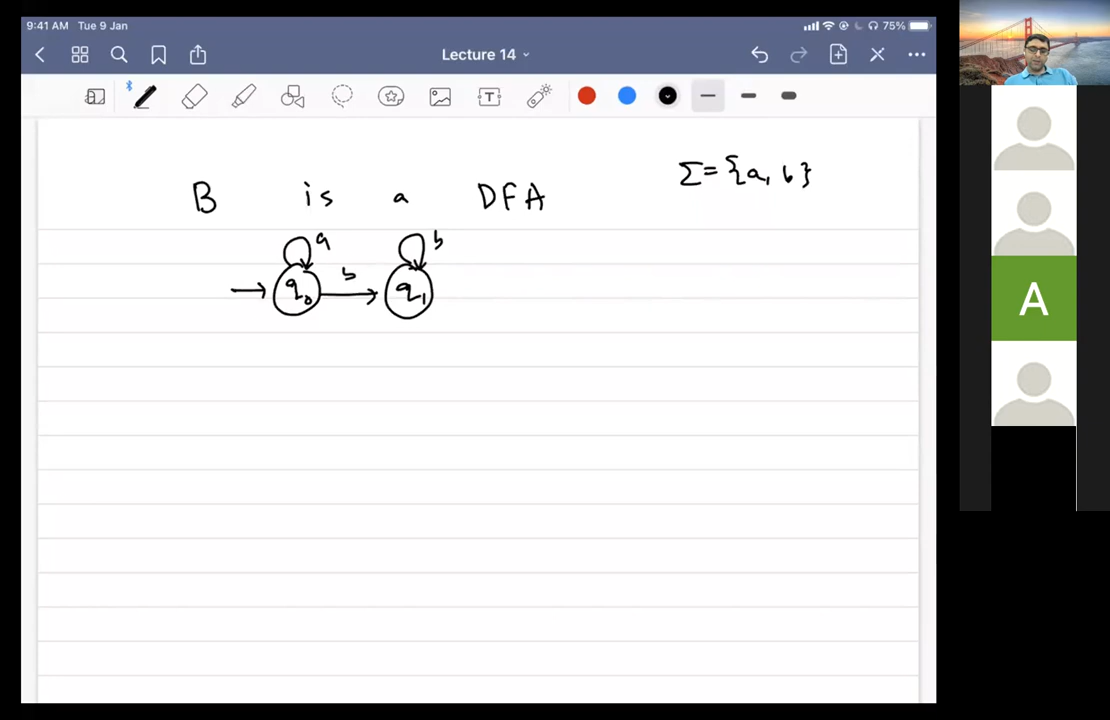 9:41 AM Tue 9 Jan
75%
Lecture 14
T
Σ = {a, b}
B is a DFA
a b
b
q₀ q₁
A